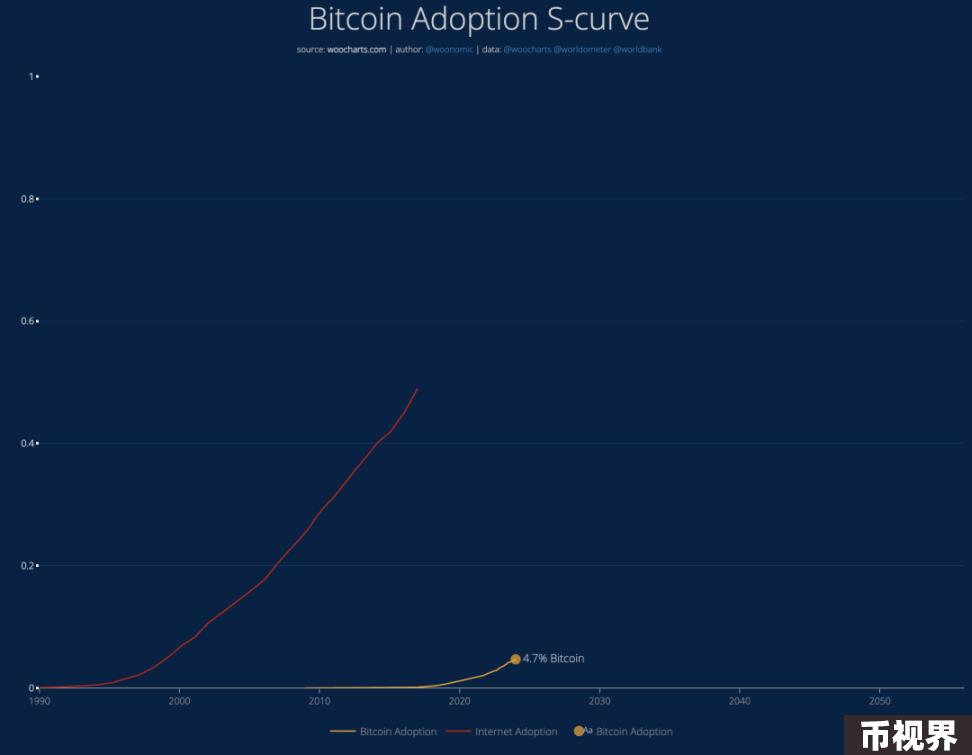 Bitcoin Adoption S-curve
source: woocharts.com | author: @woonomic | data: @woocharts @worldometer @worldbank
1
0.8
0.6
0.4
0.2
4.7% Bitcoin
0
1990 2000 2010 2020 2030 2040 2050
Bitcoin Adoption Internet Adoption Aa Bitcoin Adoption
币视界